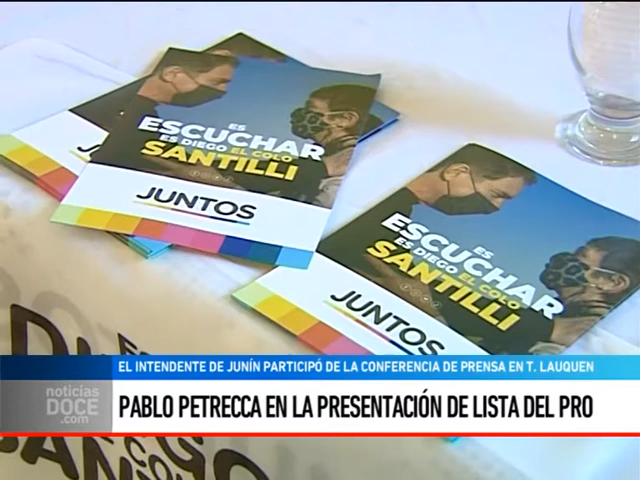 ES
ESCUCHAR
ES DIEGO EL COLO
SANTILLI
JUNTOS
ES
ESCUCHAR
ES DIEGO EL COLO
SANTILLI
JUNTOS
EL INTENDENTE DE JUNÍN PARTICIPÓ DE LA CONFERENCIA DE PRENSA EN T. LAUQUEN
noticias
DOCE
.com
PABLO PETRECCA EN LA PRESENTACIÓN DE LISTA DEL PRO